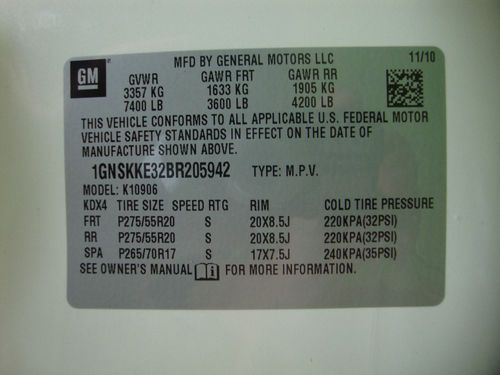 GM
MFD BY GENERAL MOTORS LLC 11/10
GVWR GAWR FRT GAWR RR
3357 KG 1633 KG 1905 KG
7400 LB 3600 LB 4200 LB
THIS VEHICLE CONFORMS TO ALL APPLICABLE U.S. FEDERAL MOTOR
VEHICLE SAFETY STANDARDS IN EFFECT ON THE DATE OF
MANUFACTURE SHOWN ABOVE.
1GNSKKE32BR205942 TYPE: M.P.V.
MODEL: K10906
KDX4 TIRE SIZE SPEED RTG RIM COLD TIRE PRESSURE
FRT P275/55R20 S 20X8.5J 220KPA(32PSI)
RR P275/55R20 S 20X8.5J 220KPA(32PSI)
SPA P265/70R17 S 17X7.5J 240KPA(35PSI)
SEE OWNER'S MANUAL FOR MORE INFORMATION.